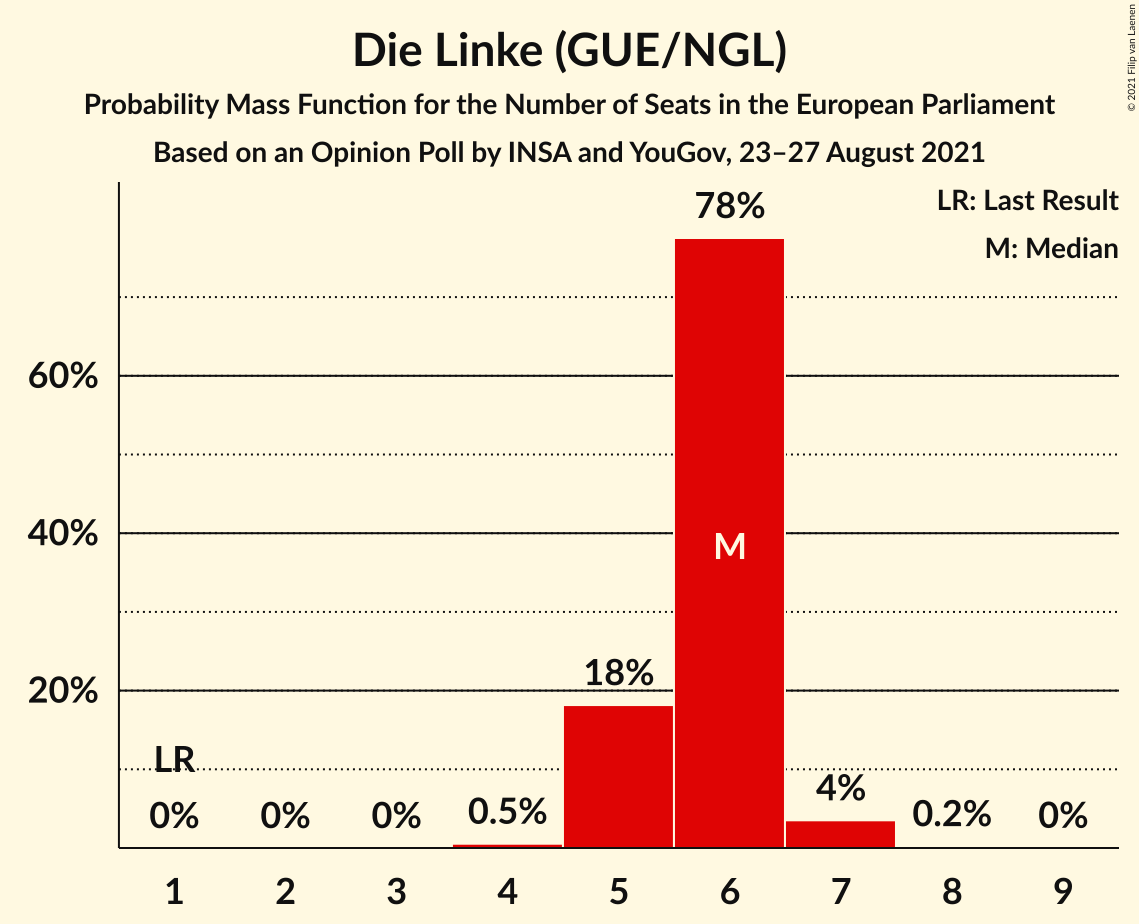 Die Linke (GUE/NGL)
Probability Mass Function for the Number of Seats in the European Parliament
Based on an Opinion Poll by INSA and YouGov, 23–27 August 2021
© 2021 Filip van Laenen
LR: Last Result
M: Median
78%
60%
40%
M
18%
20%
LR
4%
0% 0% 0% 0.5% 0.2% 0%
1 2 3 4 5 6 7 8 9